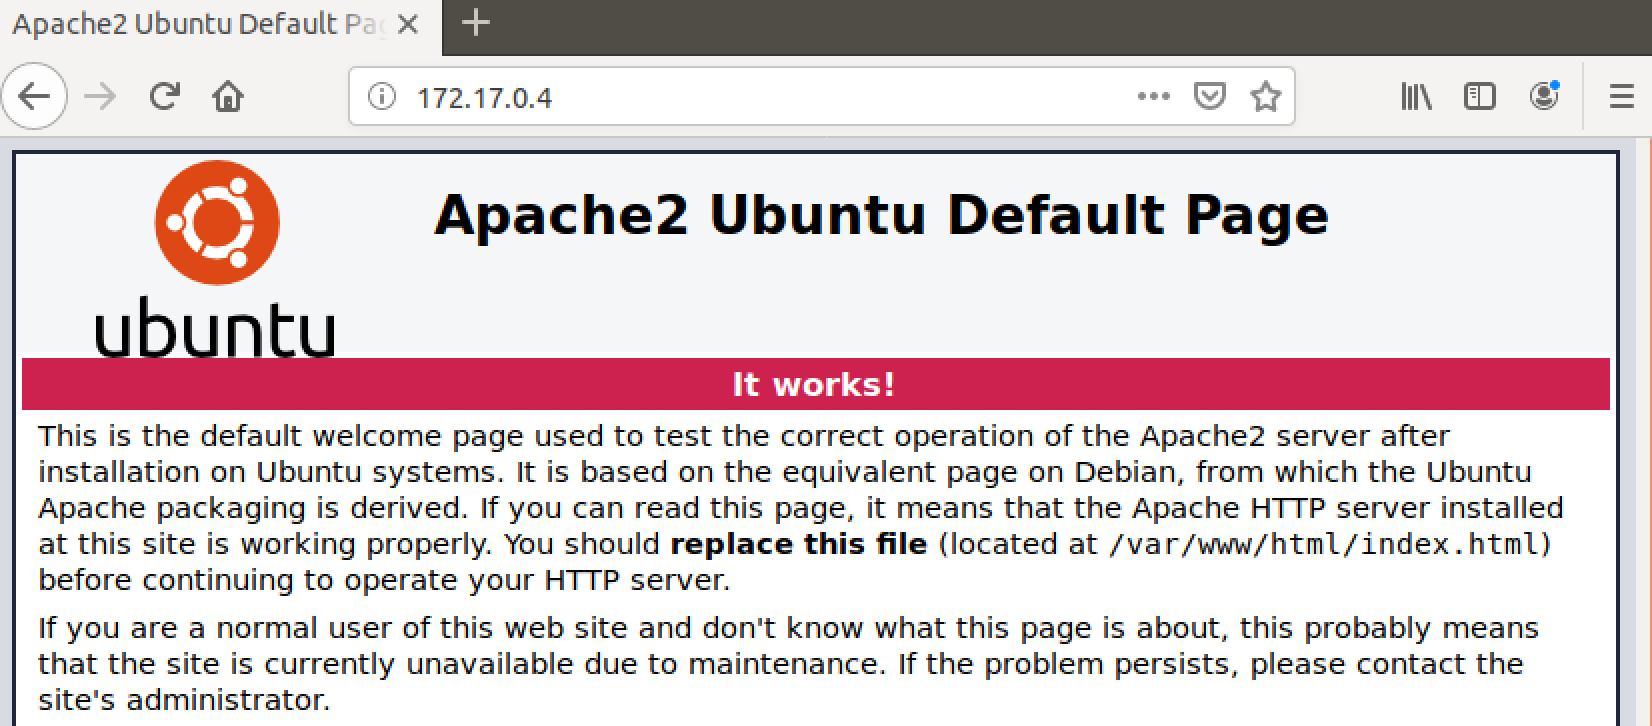 Apache2 Ubuntu Default Pag
172.17.0.4
ubuntu
Apache2 Ubuntu Default Page
It works!
This is the default welcome page used to test the correct operation of the Apache2 server after
installation on Ubuntu systems. It is based on the equivalent page on Debian, from which the Ubuntu
Apache packaging is derived. If you can read this page, it means that the Apache HTTP server installed
at this site is working properly. You should replace this file (located at /var/www/html/index.html)
before continuing to operate your HTTP server.
If you are a normal user of this web site and don't know what this page is about, this probably means
that the site is currently unavailable due to maintenance. If the problem persists, please contact the
site's administrator.